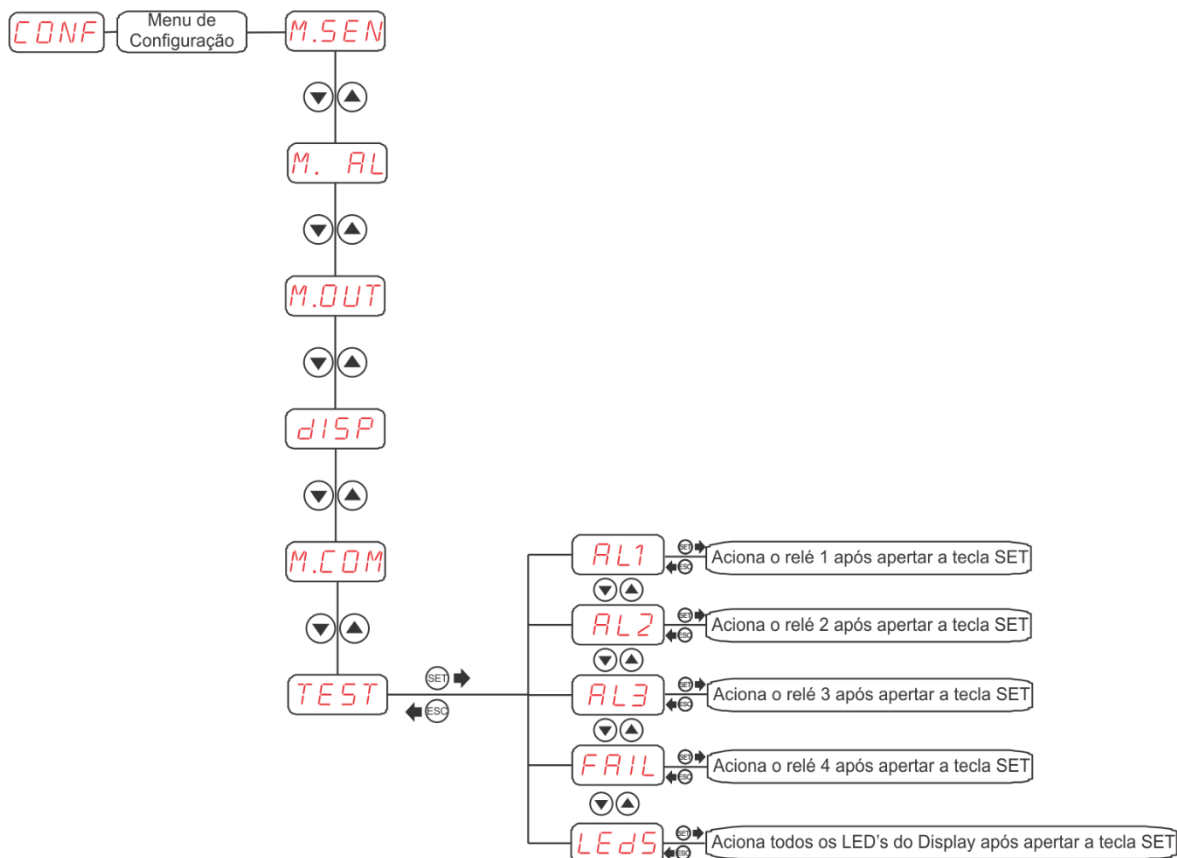 CONF
Menu de
Configuração
M.SEN
M. AL
M.OUT
dISP
M.COM
TEST
SET
ESC
AL1
SET
ESC
Aciona o relé 1 após apertar a tecla SET
AL2
SET
ESC
Aciona o relé 2 após apertar a tecla SET
AL3
SET
ESC
Aciona o relé 3 após apertar a tecla SET
FAIL
SET
ESC
Aciona o relé 4 após apertar a tecla SET
LEdS
SET
ESC
Aciona todos os LED's do Display após apertar a tecla SET